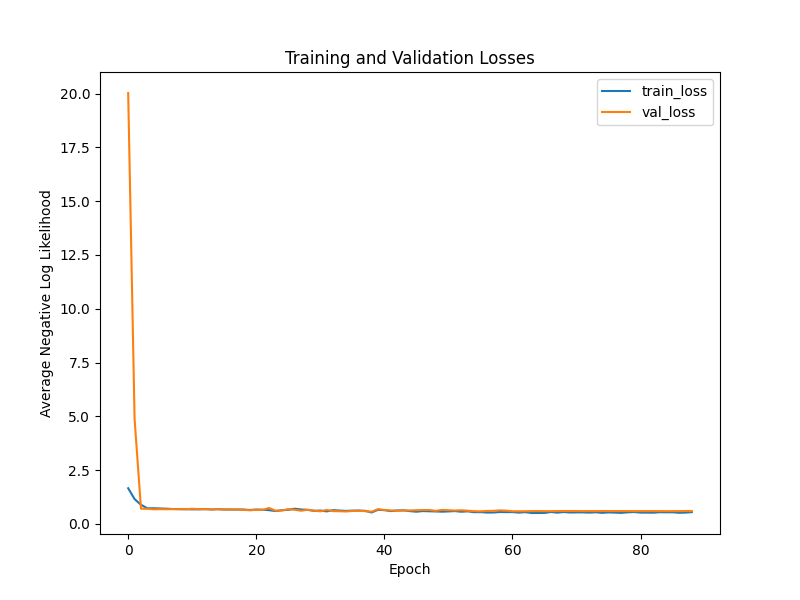 Training and Validation Losses
train_loss
val_loss
20.0
17.5
15.0
12.5
10.0
7.5
5.0
2.5
0.0
Average Negative Log Likelihood
0 20 40 60 80
Epoch